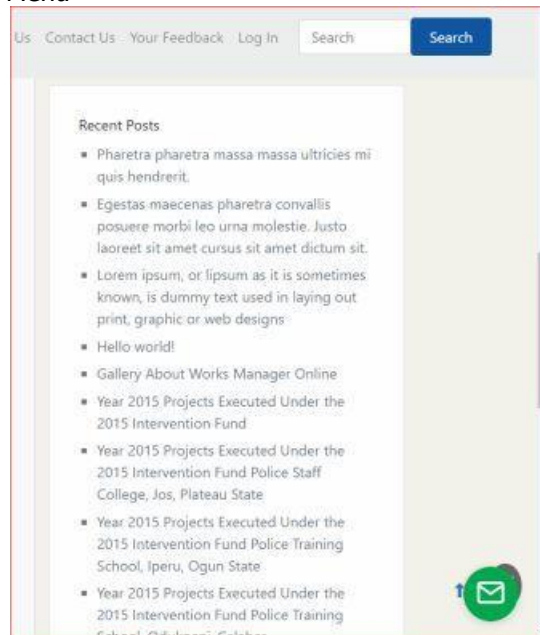 Us Contact Us Your Feedback Log In Search Search
Recent Posts
Pharetra pharetra massa massa ultricies mi
quis hendrerit.
Egestas maecenas pharetra convallis
posuere morbi leo urna molestie. Justo
laoreet sit amet cursus sit amet dictum sit.
Lorem ipsum, or lipsum as it is sometimes
known, is dummy text used in laying out
print, graphic or web designs
Hello world!
Gallery About Works Manager Online
Year 2015 Projects Executed Under the
2015 Intervention Fund
Year 2015 Projects Executed Under the
2015 Intervention Fund Police Staff
College, Jos, Plateau State
Year 2015 Projects Executed Under the
2015 Intervention Fund Police Training
School, Iperu, Ogun State
Year 2015 Projects Executed Under the
2015 Intervention Fund Police Training